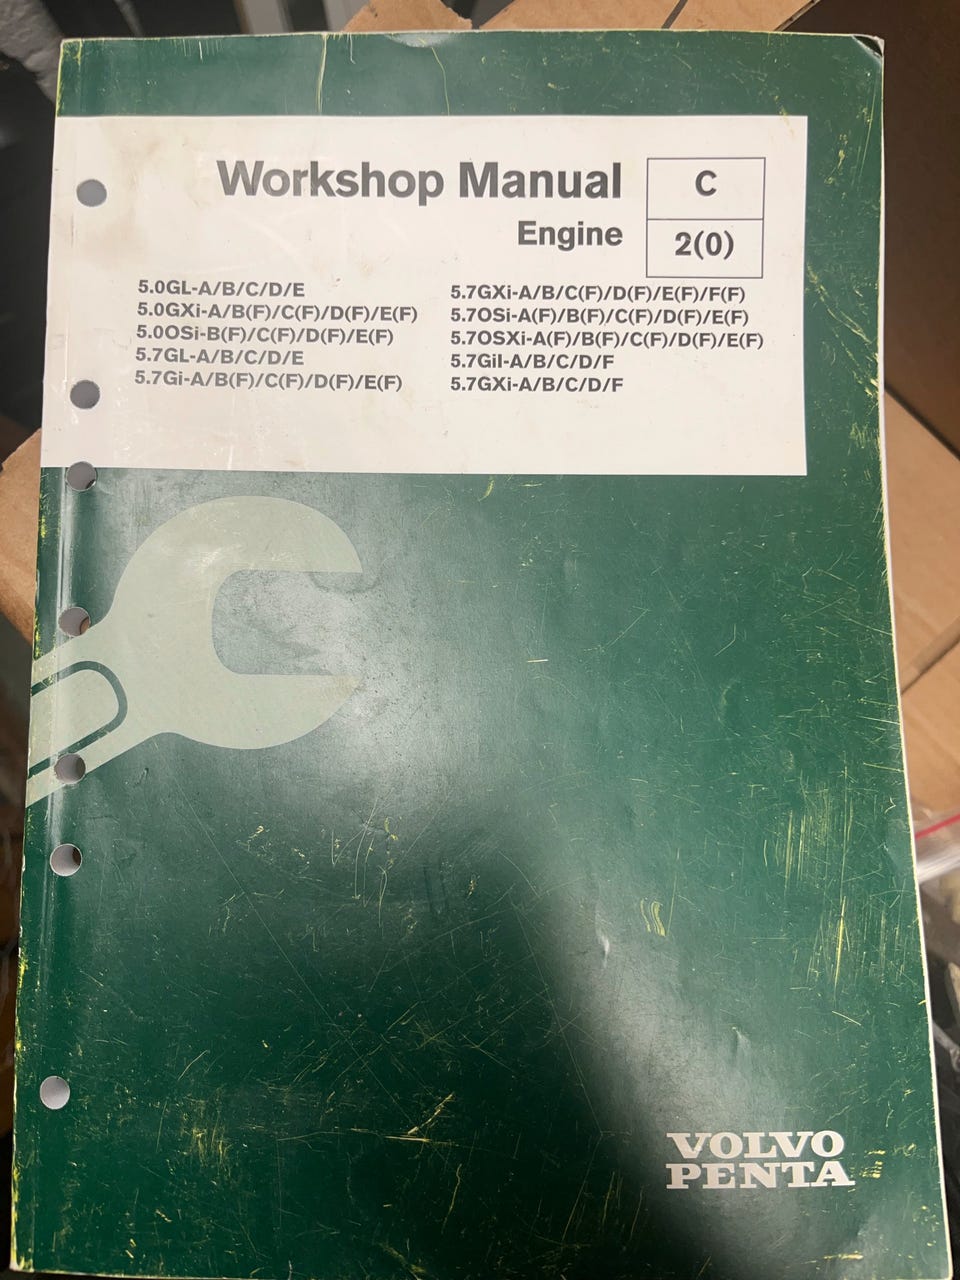 Workshop Manual
Engine
C
2(0)
5.0GL-A/B/C/D/E
5.0GXi-A/B(F)/C(F)/D(F)/E(F)
5.0OSi-B(F)/C(F)/D(F)/E(F)
5.7GL-A/B/C/D/E
5.7Gi-A/B(F)/C(F)/D(F)/E(F)
5.7GXi-A/B/C(F)/D(F)/E(F)/F(F)
5.7OSi-A(F)/B(F)/C(F)/D(F)/E(F)
5.7OSXi-A(F)/B(F)/C(F)/D(F)/E(F)
5.7Gil-A/B/C/D/F
5.7GXi-A/B/C/D/F
VOLVO
PENTA